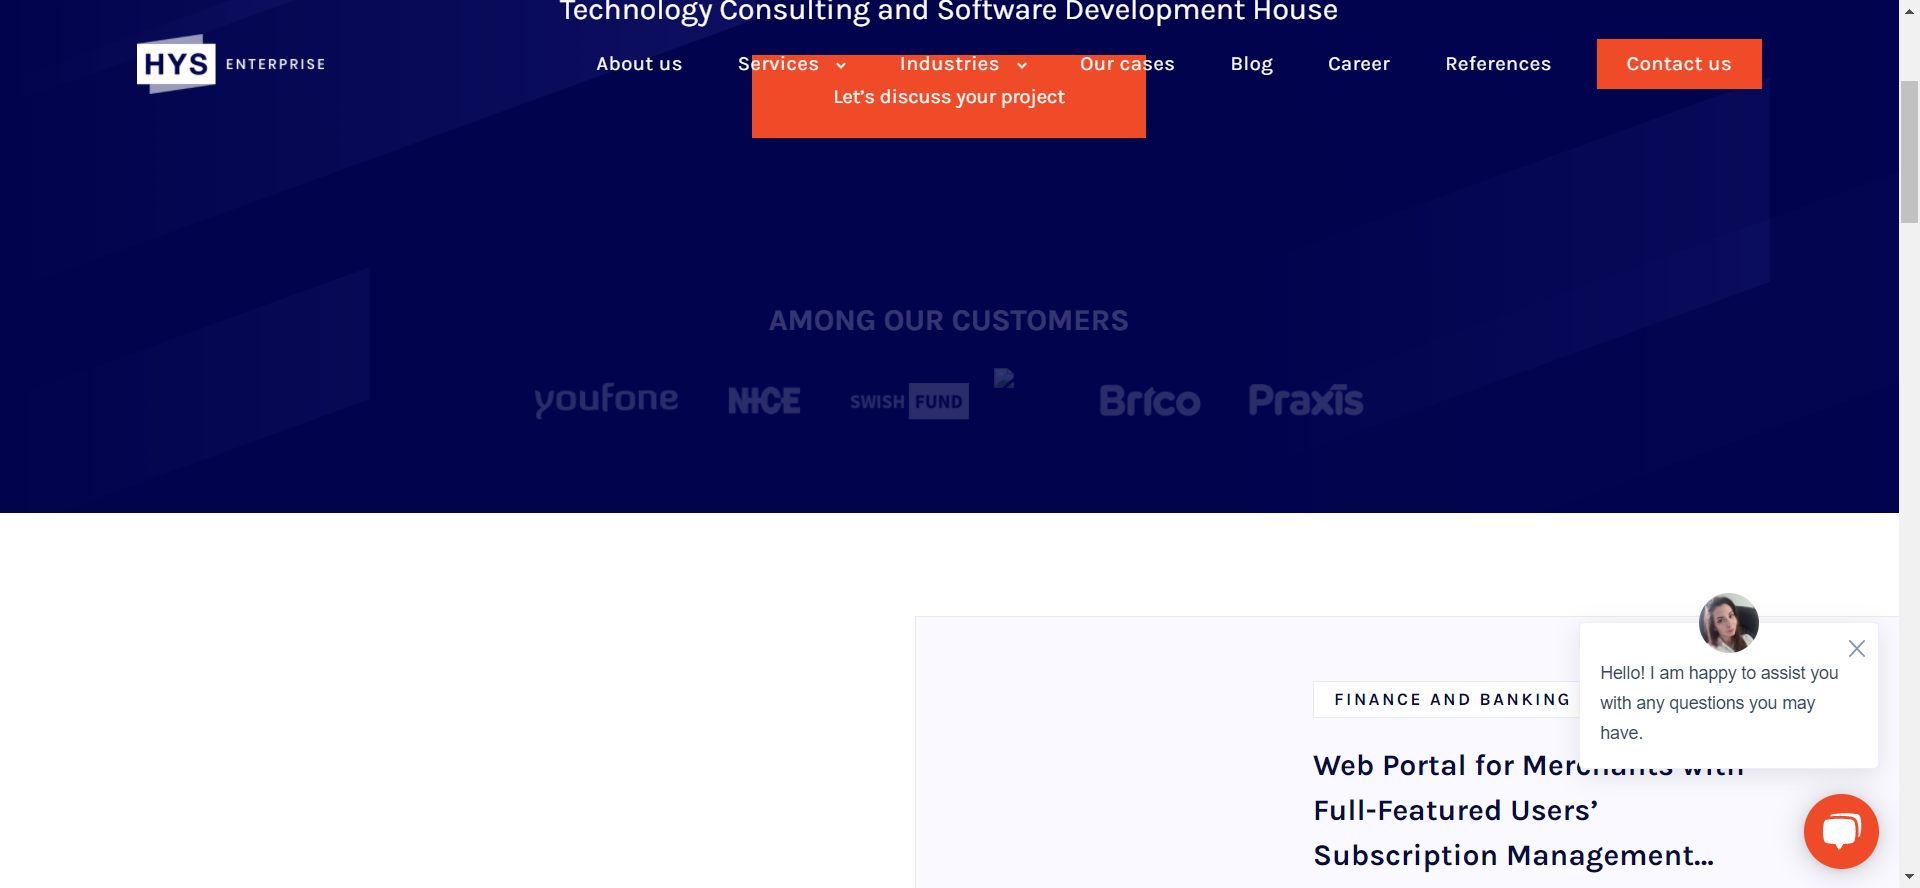 Technology Consulting and Software Development House
HYS ENTERPRISE
About us Services Industries Our cases Blog Career References Contact us
Let’s discuss your project
AMONG OUR CUSTOMERS
youfone NICE SWISH FUND Brico Praxis
FINANCE AND BANKING
Web Portal for Merchants with
Full-Featured Users’
Subscription Management...
Hello! I am happy to assist you
with any questions you may
have.